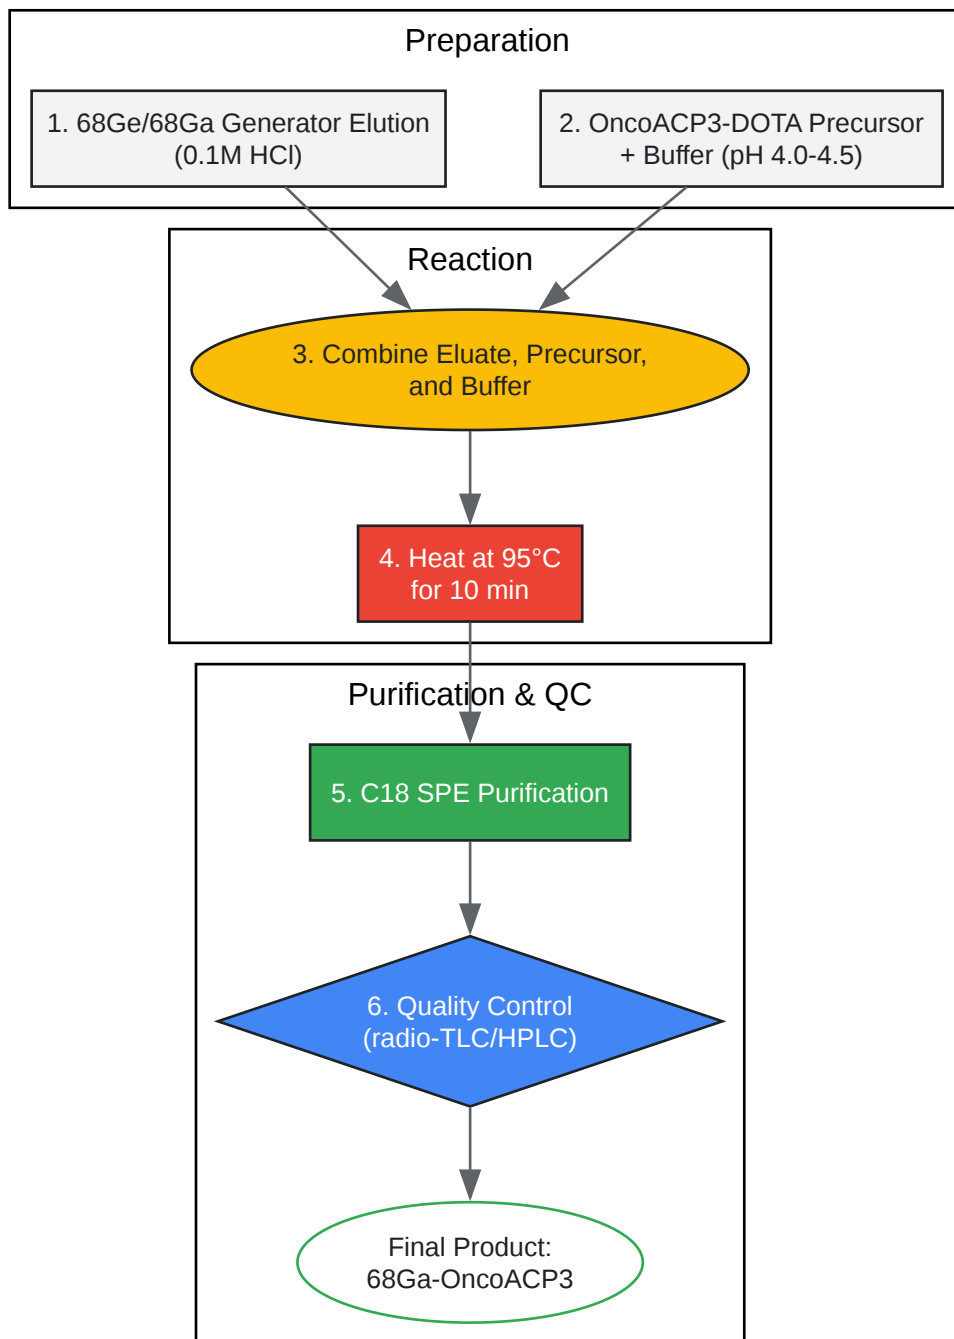 Preparation
1. 68Ge/68Ga Generator Elution
(0.1M HCl)
2. OncoACP3-DOTA Precursor
+ Buffer (pH 4.0-4.5)
Reaction
3. Combine Eluate, Precursor,
and Buffer
4. Heat at 95°C
for 10 min
Purification & QC
5. C18 SPE Purification
6. Quality Control
(radio-TLC/HPLC)
Final Product:
68Ga-OncoACP3